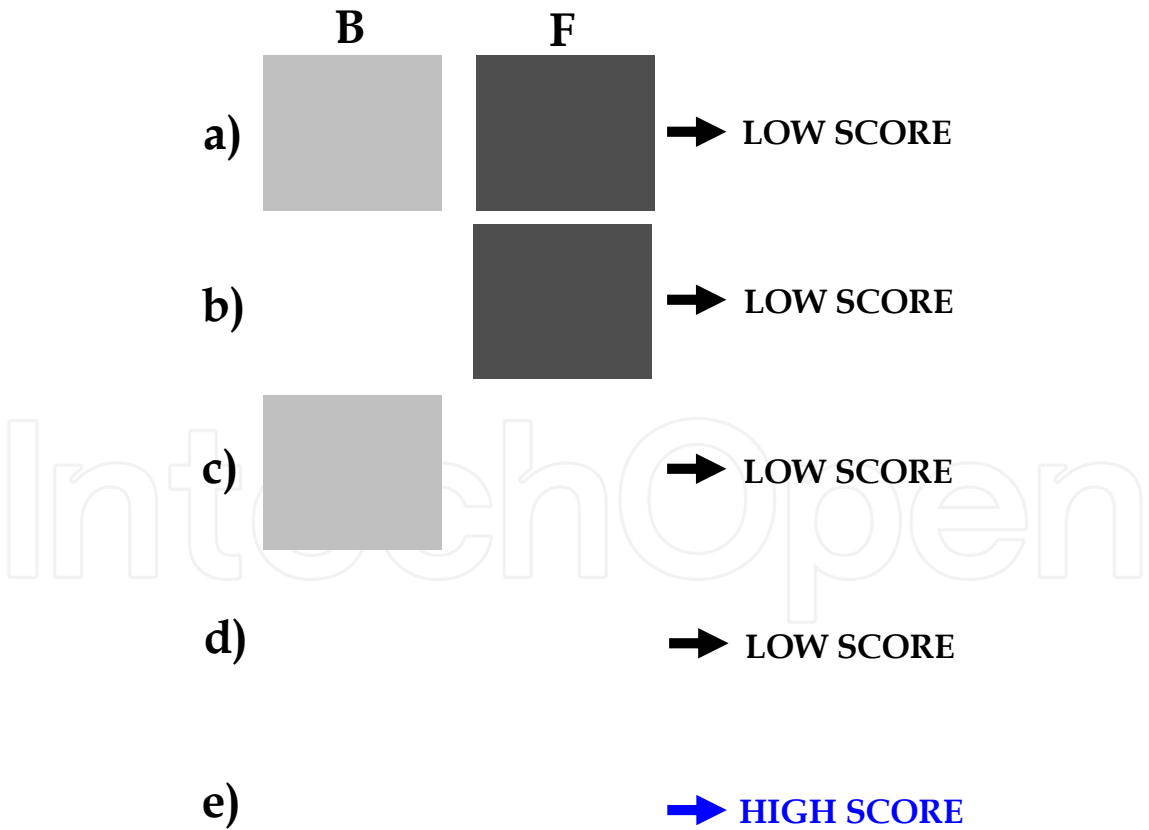 B F
a) LOW SCORE
b) LOW SCORE
c) LOW SCORE
IntechOpen
d) LOW SCORE
e) HIGH SCORE